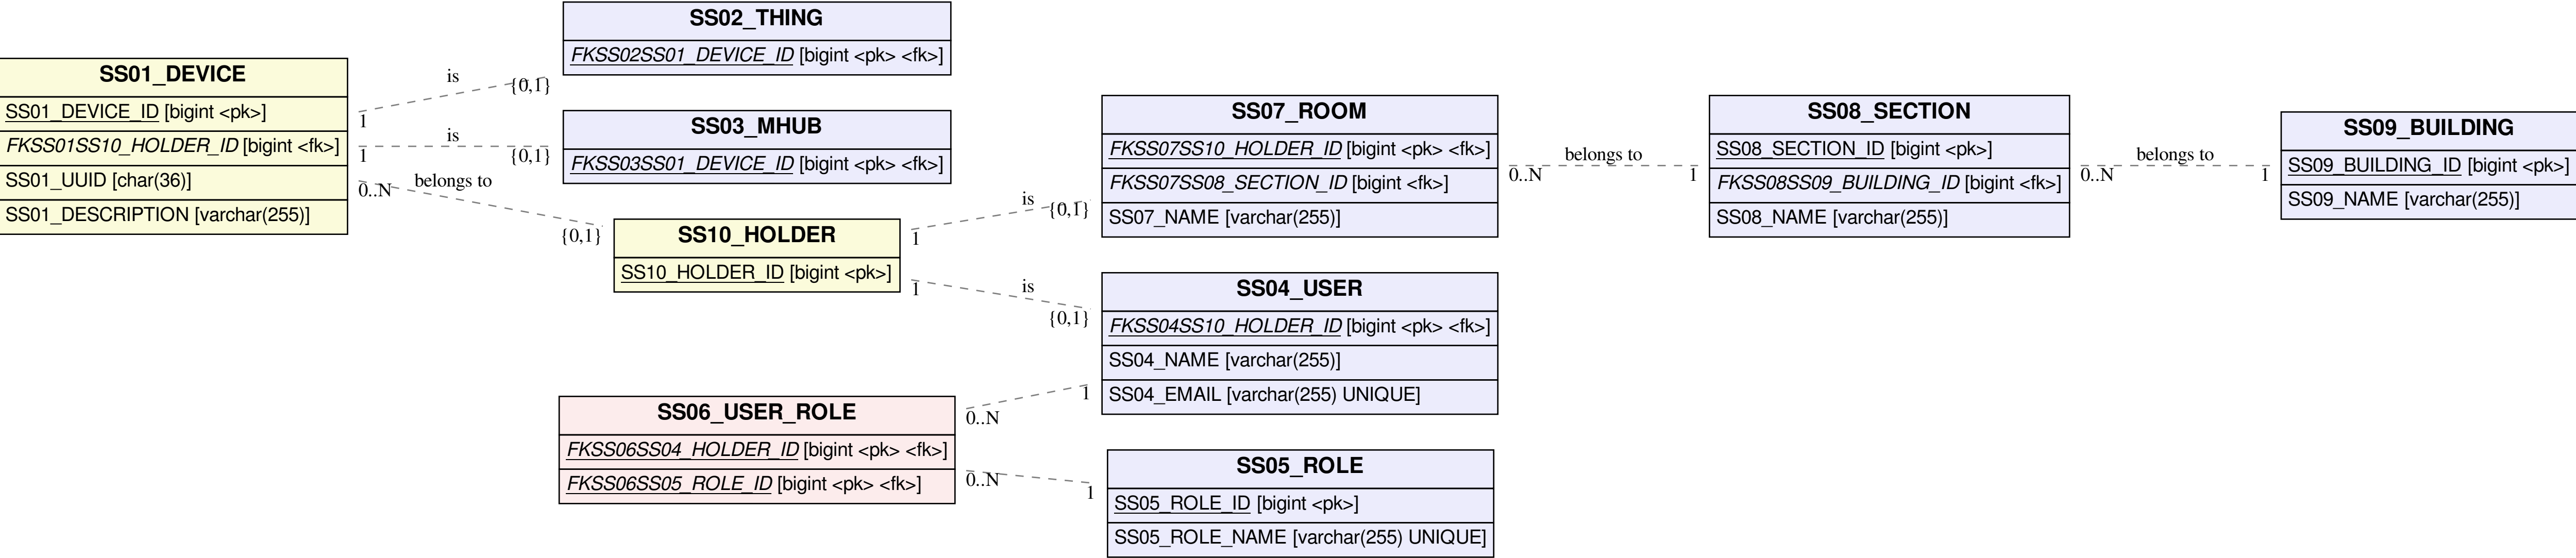 SS01_DEVICE
SS01_DEVICE_ID [bigint <pk>]
FKSS01SS10_HOLDER_ID [bigint <fk>]
SS01_UUID [char(36)]
SS01_DESCRIPTION [varchar(255)]
is
1
{0,1}
is
1
{0,1}
belongs to
0..N
{0,1}
SS02_THING
FKSS02SS01_DEVICE_ID [bigint <pk> <fk>]
SS03_MHUB
FKSS03SS01_DEVICE_ID [bigint <pk> <fk>]
SS10_HOLDER
SS10_HOLDER_ID [bigint <pk>]
is
1
{0,1}
is
1
{0,1}
SS06_USER_ROLE
FKSS06SS04_HOLDER_ID [bigint <pk> <fk>]
FKSS06SS05_ROLE_ID [bigint <pk> <fk>]
0..N
1
0..N
1
SS07_ROOM
FKSS07SS10_HOLDER_ID [bigint <pk> <fk>]
FKSS07SS08_SECTION_ID [bigint <fk>]
SS07_NAME [varchar(255)]
SS04_USER
FKSS04SS10_HOLDER_ID [bigint <pk> <fk>]
SS04_NAME [varchar(255)]
SS04_EMAIL [varchar(255) UNIQUE]
SS05_ROLE
SS05_ROLE_ID [bigint <pk>]
SS05_ROLE_NAME [varchar(255) UNIQUE]
belongs to
0..N
1
SS08_SECTION
SS08_SECTION_ID [bigint <pk>]
FKSS08SS09_BUILDING_ID [bigint <fk>]
SS08_NAME [varchar(255)]
belongs to
0..N
1
SS09_BUILDING
SS09_BUILDING_ID [bigint <pk>]
SS09_NAME [varchar(255)]